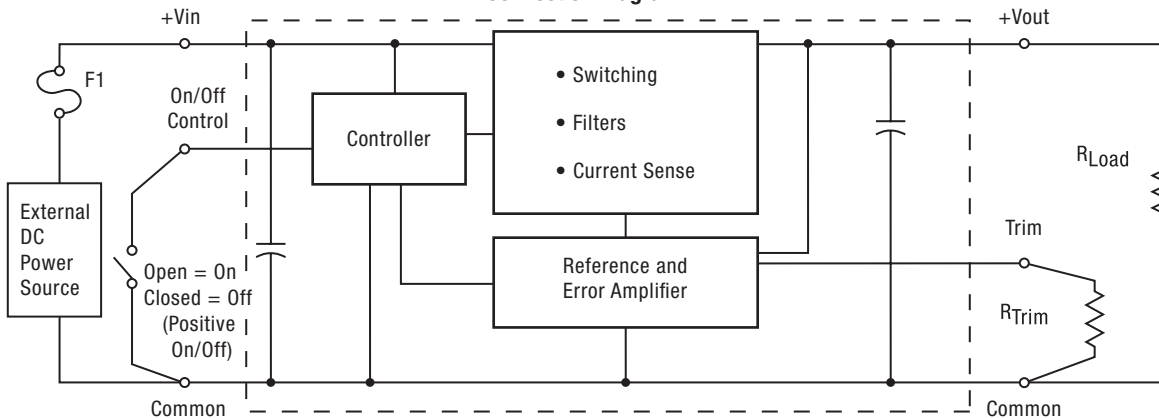 +Vin
+Vout
F1
On/Off
Control
Controller
• Switching
• Filters
• Current Sense
RLoad
External
DC
Power
Source
Open = On
Closed = Off
(Positive
On/Off)
Reference and
Error Amplifier
Trim
RTrim
Common
Common